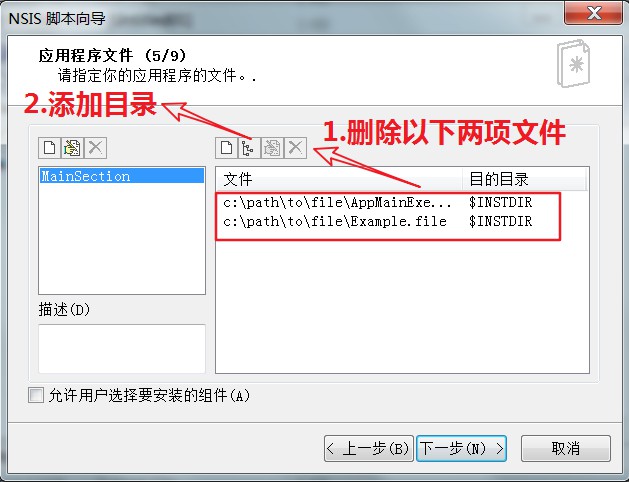 NSIS 脚本向导
应用程序文件 (5/9)
请指定你的应用程序的文件。.
2.添加目录
1.删除以下两项文件
MainSection
文件 目的目录
c:\path\to\file\AppMainExe... $INSTDIR
c:\path\to\file\Example.file $INSTDIR
描述(D)
允许用户选择要安装的组件(A)
< 上一步(B) 下一步(N) > 取消